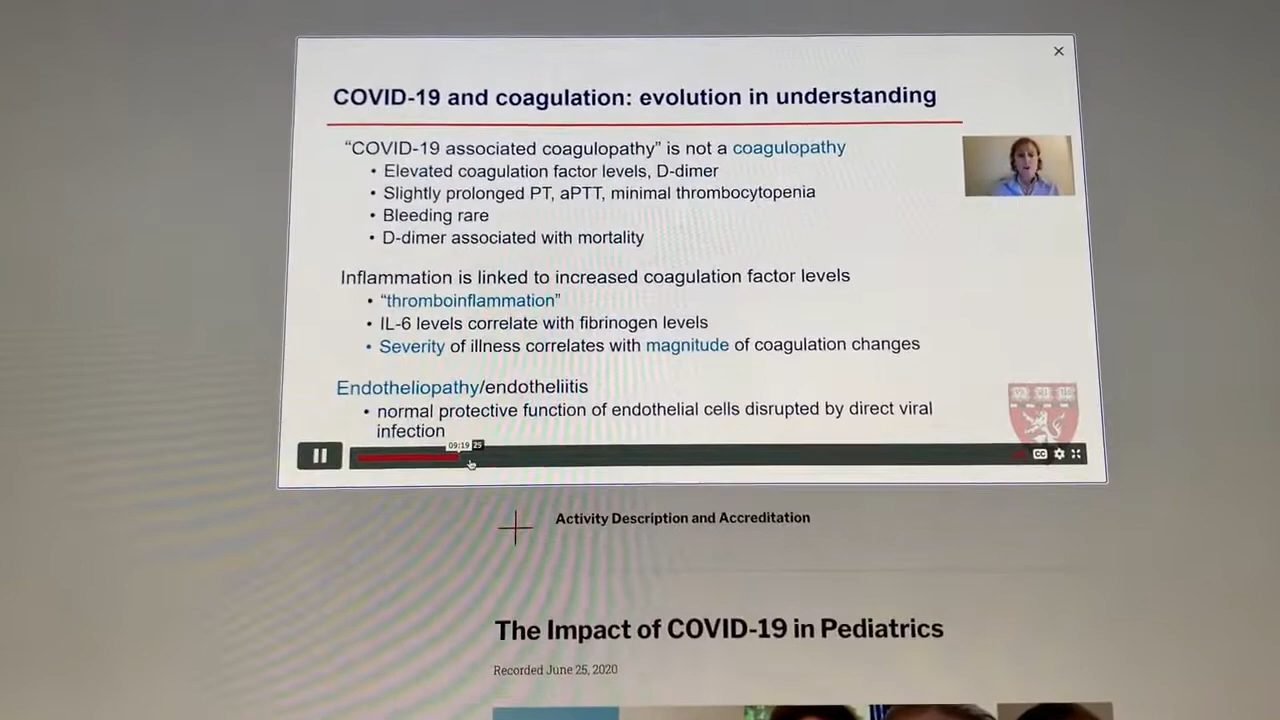 COVID-19 and coagulation: evolution in understanding
“COVID-19 associated coagulopathy” is not a coagulopathy
• Elevated coagulation factor levels, D-dimer
• Slightly prolonged PT, aPTT, minimal thrombocytopenia
• Bleeding rare
• D-dimer associated with mortality
Inflammation is linked to increased coagulation factor levels
• “thromboinflammation”
• IL-6 levels correlate with fibrinogen levels
• Severity of illness correlates with magnitude of coagulation changes
Endotheliopathy/endotheliitis
• normal protective function of endothelial cells disrupted by direct viral
infection
09:19 25
CC
Activity Description and Accreditation
The Impact of COVID-19 in Pediatrics
Recorded June 25, 2020